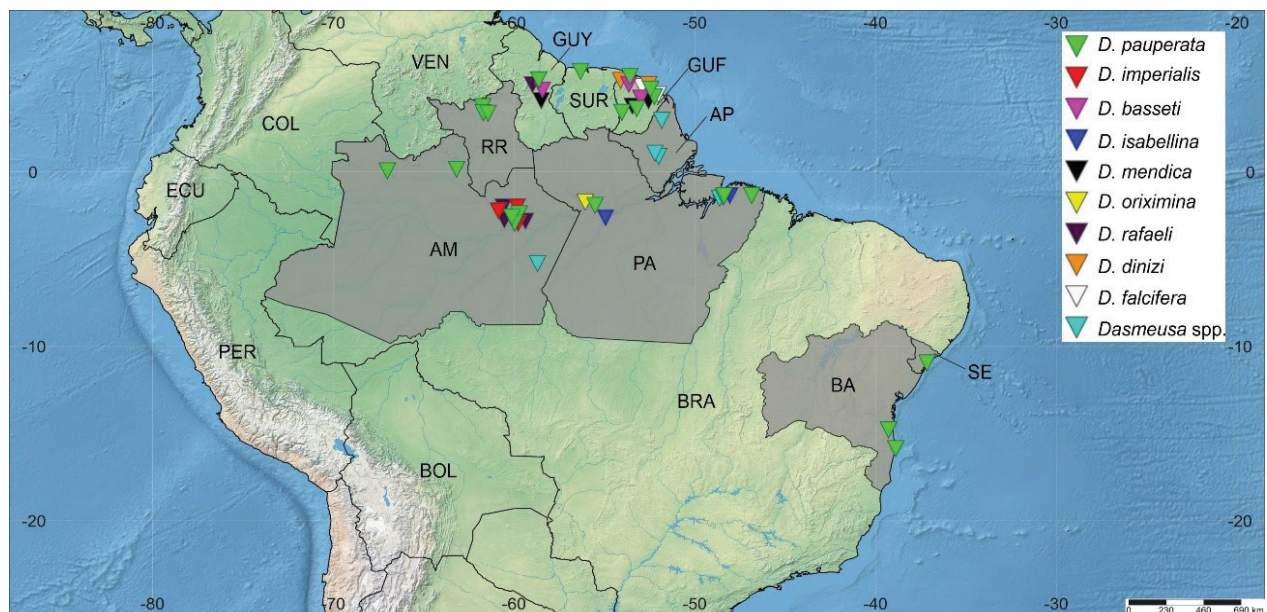 -80 -70 -60 -50 -40 -30 -20
GUY
VEN
GUF
SUR
COL
AP
RR
0 0
ECU
AM
PA
PER
-10 -10
SE
BA
BRA
BOL
-20 -20
-80 -70 -60 -50 -40 -30
D. pauperata
D. imperialis
D. basseti
D. isabellina
D. mendica
D. oriximina
D. rafaeli
D. dinizi
D. falcifera
Dasmeusa spp.
0 230 460 690 km